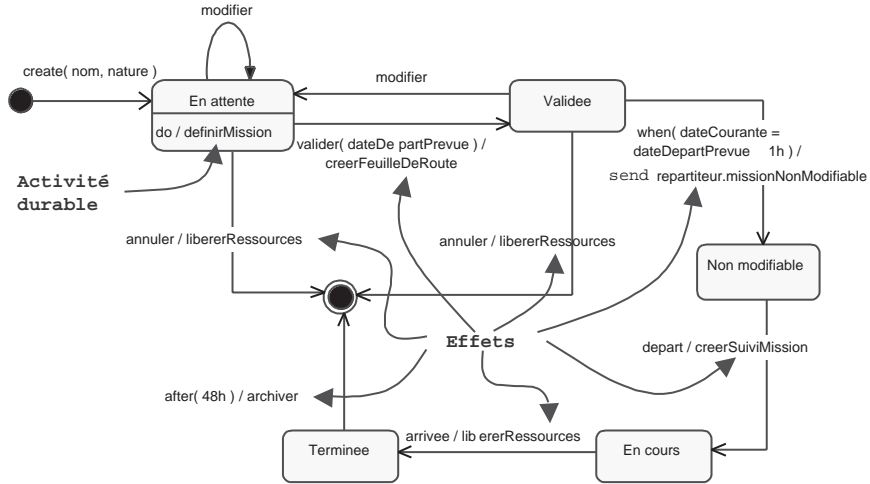 modifier
create( nom, nature )
modifier
En attente
Validee
do / definirMission
valider( dateDe partPrevue ) /
creerFeuilleDeRoute
when( dateCourante =
dateDepartPrevue 1h ) /
send repartiteur.missionNonModifiable
Activité
durable
annuler / libererRessources
annuler / libererRessources
Non modifiable
Effets
depart / creerSuiviMission
after( 48h ) / archiver
Terminee
arrivee / lib ererRessources
En cours